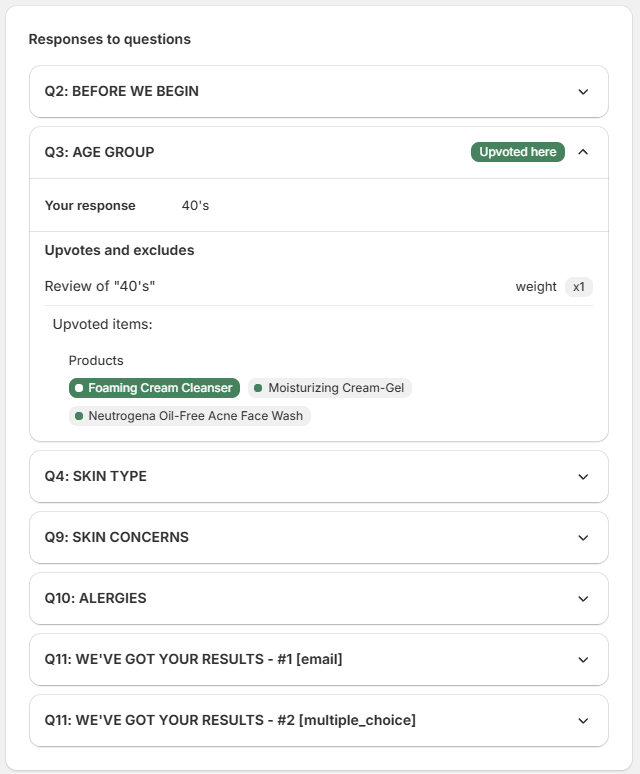 Responses to questions
Q2: BEFORE WE BEGIN
Q3: AGE GROUP Upvoted here
Your response 40's
Upvotes and excludes
Review of "40's" weight x1
Upvoted items:
Products
Foaming Cream Cleanser Moisturizing Cream-Gel
Neutrogena Oil-Free Acne Face Wash
Q4: SKIN TYPE
Q9: SKIN CONCERNS
Q10: ALERGIES
Q11: WE'VE GOT YOUR RESULTS - #1 [email]
Q11: WE'VE GOT YOUR RESULTS - #2 [multiple_choice]